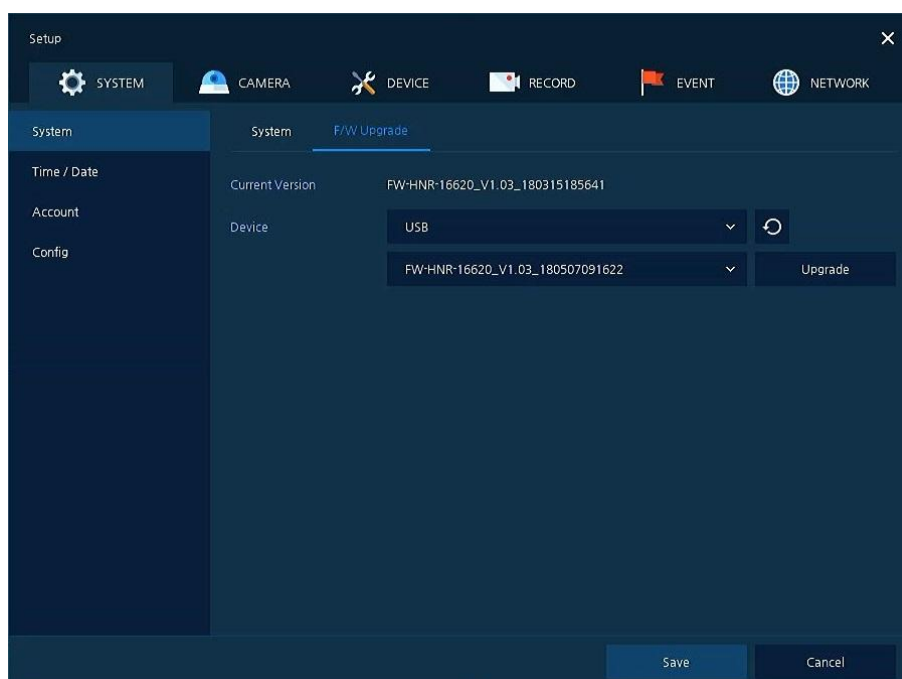 Setup
SYSTEM CAMERA DEVICE RECORD EVENT NETWORK
System System F/W Upgrade
Time / Date
Current Version FW-HNR-16620_V1.03_180315185641
Account
Device USB
Config
FW-HNR-16620_V1.03_180507091622 Upgrade
Save Cancel